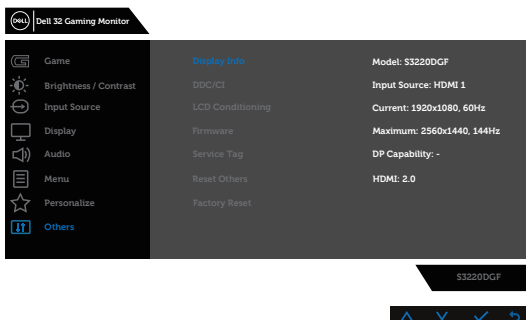 DELL Dell 32 Gaming Monitor
Game
Brightness / Contrast
Input Source
Display
Audio
Menu
Personalize
Others
Display Info
DDC/CI
LCD Conditioning
Firmware
Service Tag
Reset Others
Factory Reset
Model: S3220DGF
Input Source: HDMI 1
Current: 1920x1080, 60Hz
Maximum: 2560x1440, 144Hz
DP Capability: -
HDMI: 2.0
S3220DGF